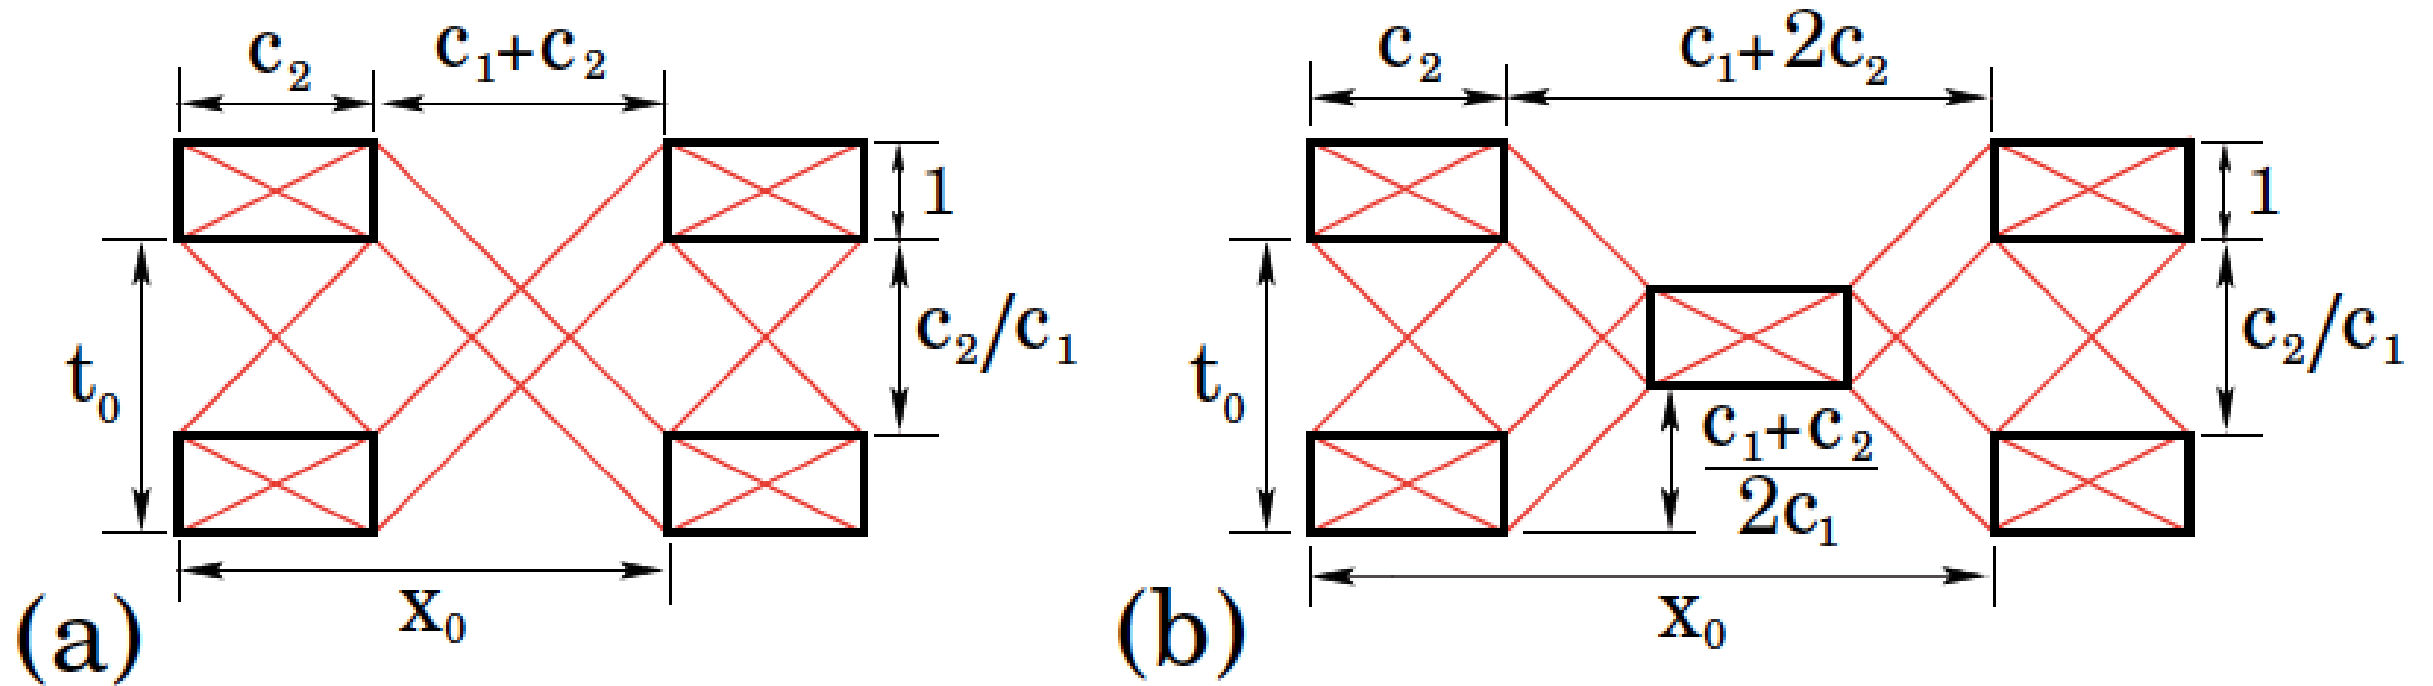 c₂ c₁+c₂
1
c₂/c₁
t₀
x₀
(a)
c₂ c₁+2c₂
1
c₂/c₁
t₀
c₁+c₂
2c₁
x₀
(b)